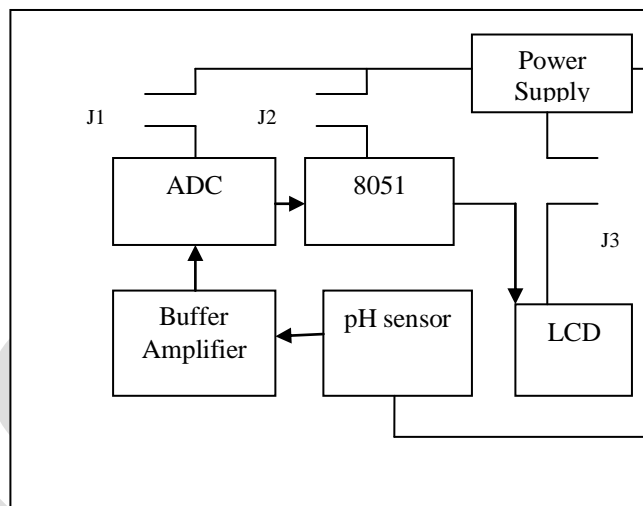 Power
Supply
J1
J2
ADC
8051
J3
Buffer
Amplifier
pH sensor
LCD